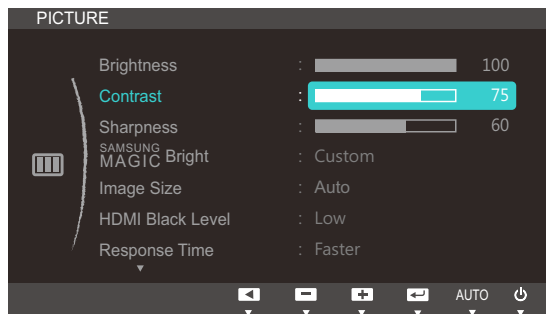 PICTURE
Brightness : 100
Contrast : 75
Sharpness : 60
SAMSUNG MAGIC Bright : Custom
Image Size : Auto
HDMI Black Level : Low
Response Time : Faster
AUTO